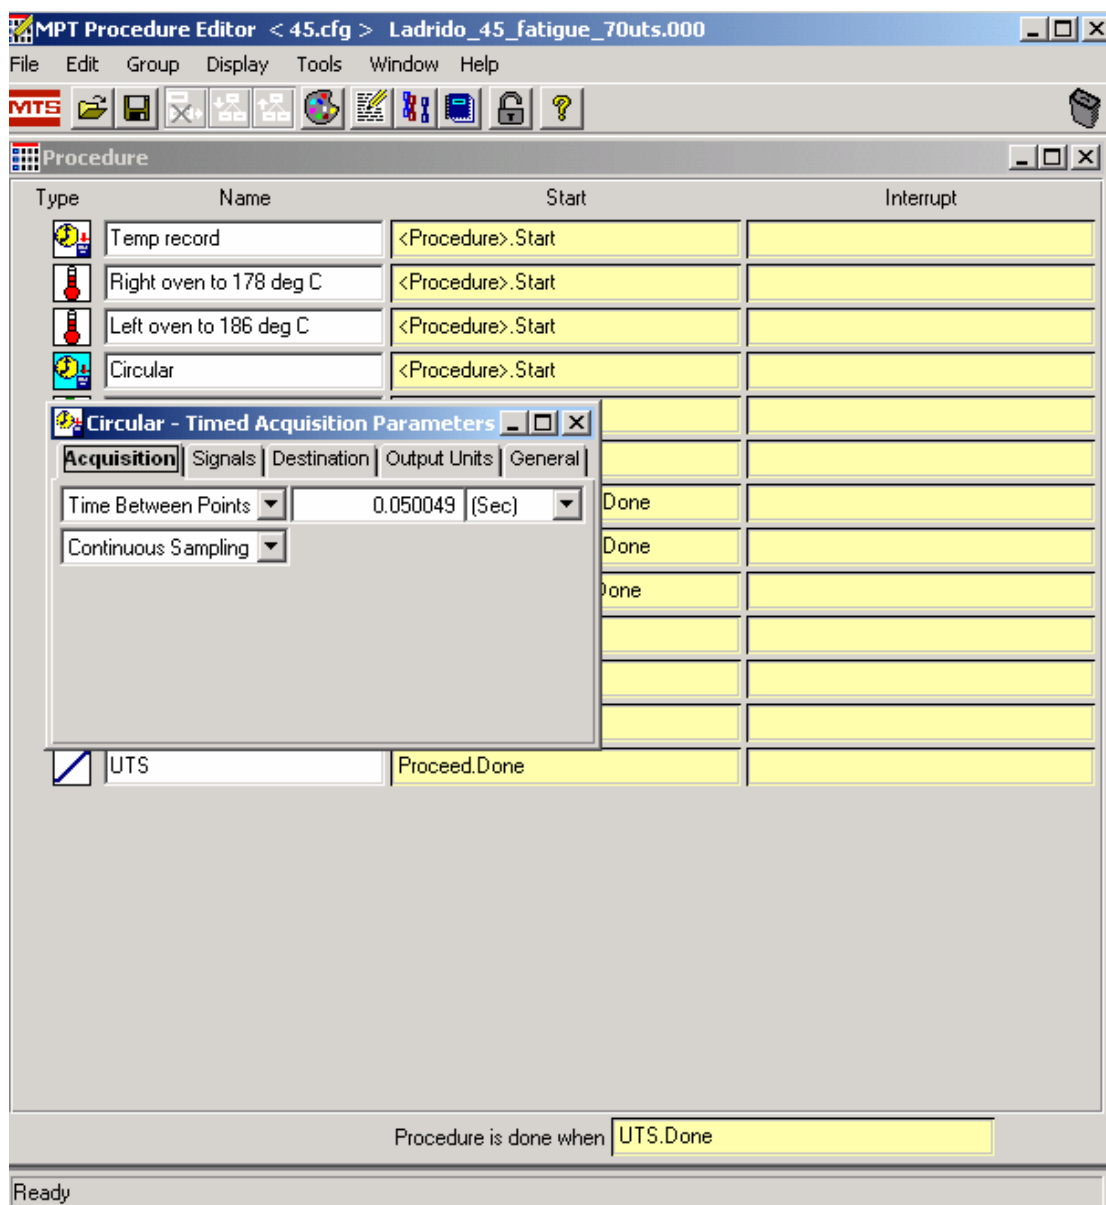 MPT Procedure Editor < 45.cfg > Ladrido_45_fatigue_70uts.000
File Edit Group Display Tools Window Help
MTS
Procedure
Type Name Start Interrupt
Temp record <Procedure>.Start
Right oven to 178 deg C <Procedure>.Start
Left oven to 186 deg C <Procedure>.Start
Circular <Procedure>.Start
Circular - Timed Acquisition Parameters
Acquisition Signals Destination Output Units General
Time Between Points 0.050049 (Sec)
Done
Continuous Sampling
Done
Done
UTS Proceed.Done
Procedure is done when UTS.Done
Ready